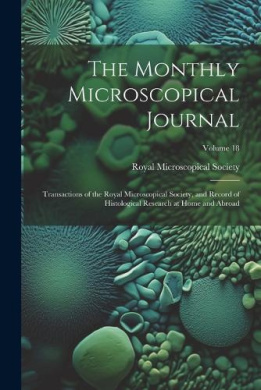 The Monthly
Microscopical
Journal
Volume 18
Royal Microscopical Society
Transactions of the Royal Microscopical Society, and Record of
Histological Research at Home and Abroad